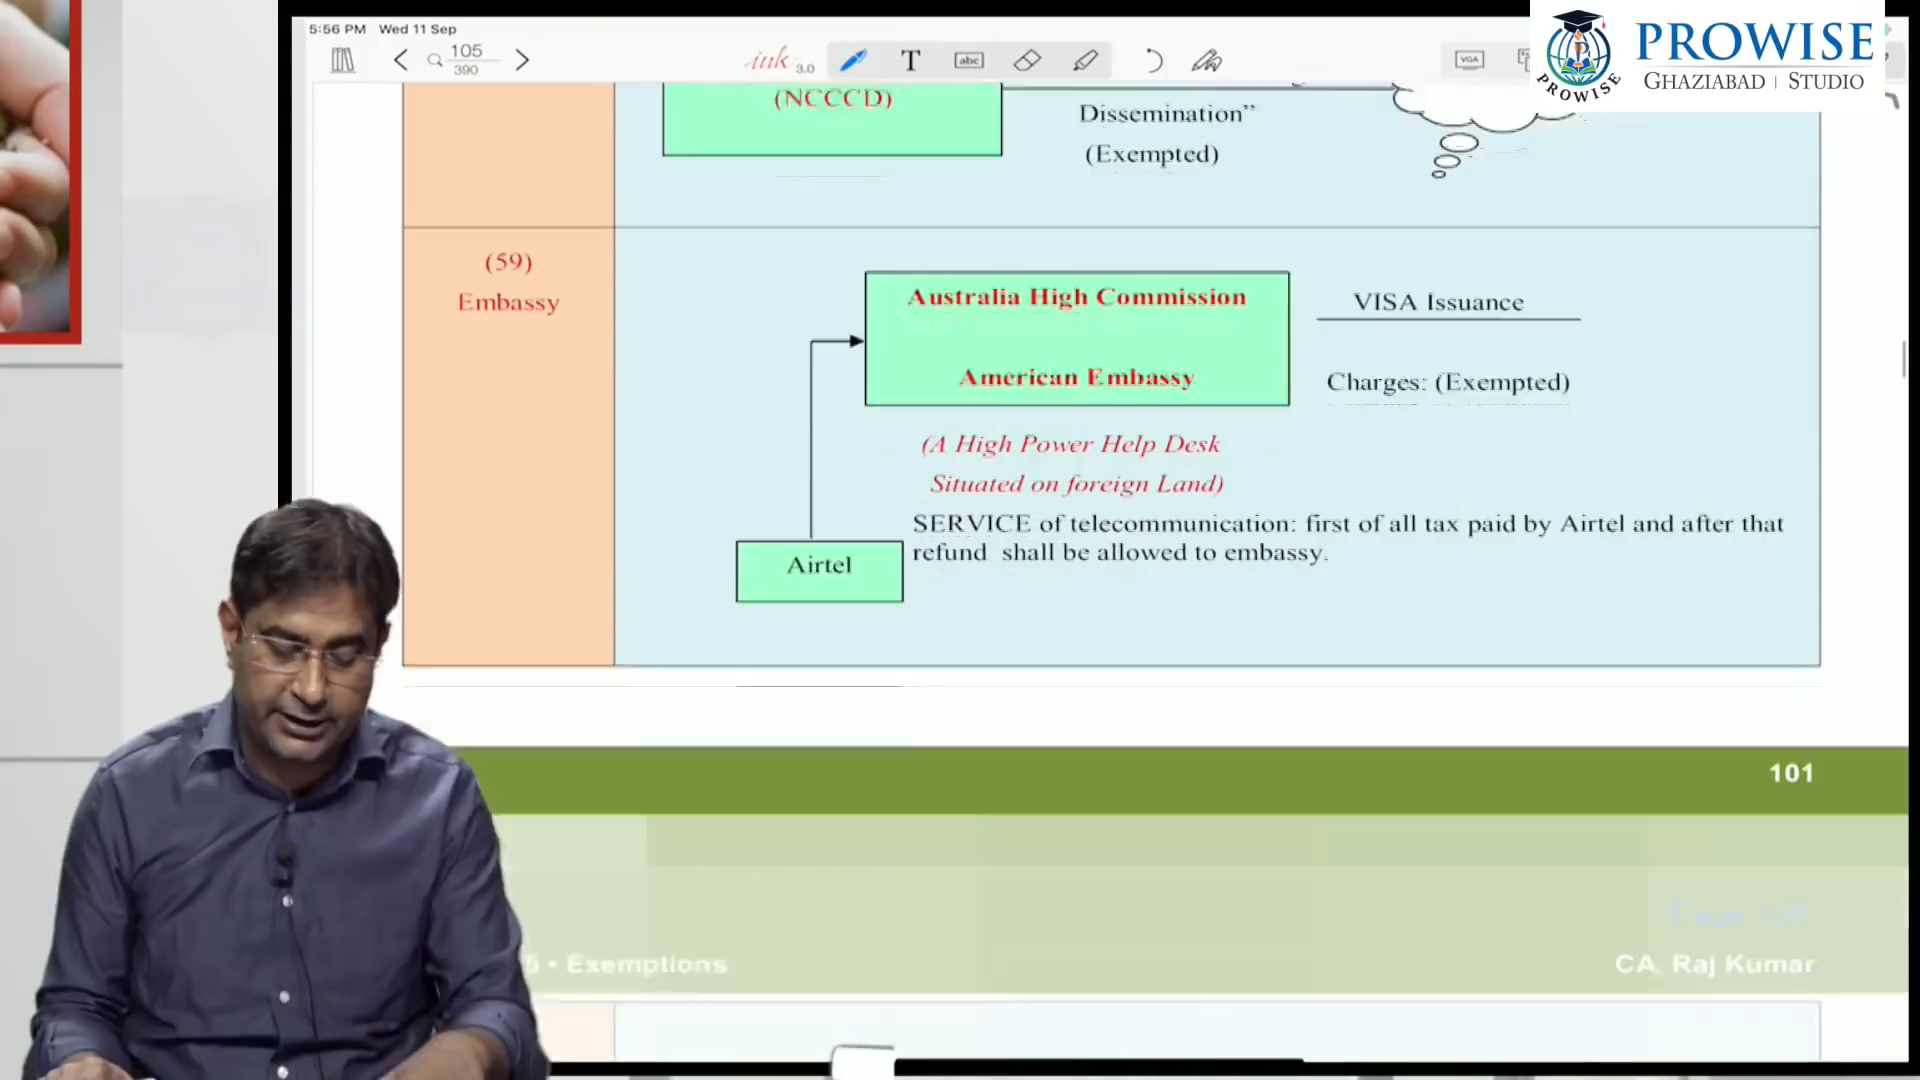 5:56 PM Wed 11 Sep
105
390
ink 3.0
T
abc
VGA
PROWISE
PROWISE
GHAZIABAD | STUDIO
(NCCCD)
Dissemination”
(Exempted)
(59)
Embassy
Australia High Commission
American Embassy
VISA Issuance
Charges: (Exempted)
(A High Power Help Desk
Situated on foreign Land)
SERVICE of telecommunication: first of all tax paid by Airtel and after that
refund shall be allowed to embassy.
Airtel
101
• Exemptions
CA. Raj Kumar